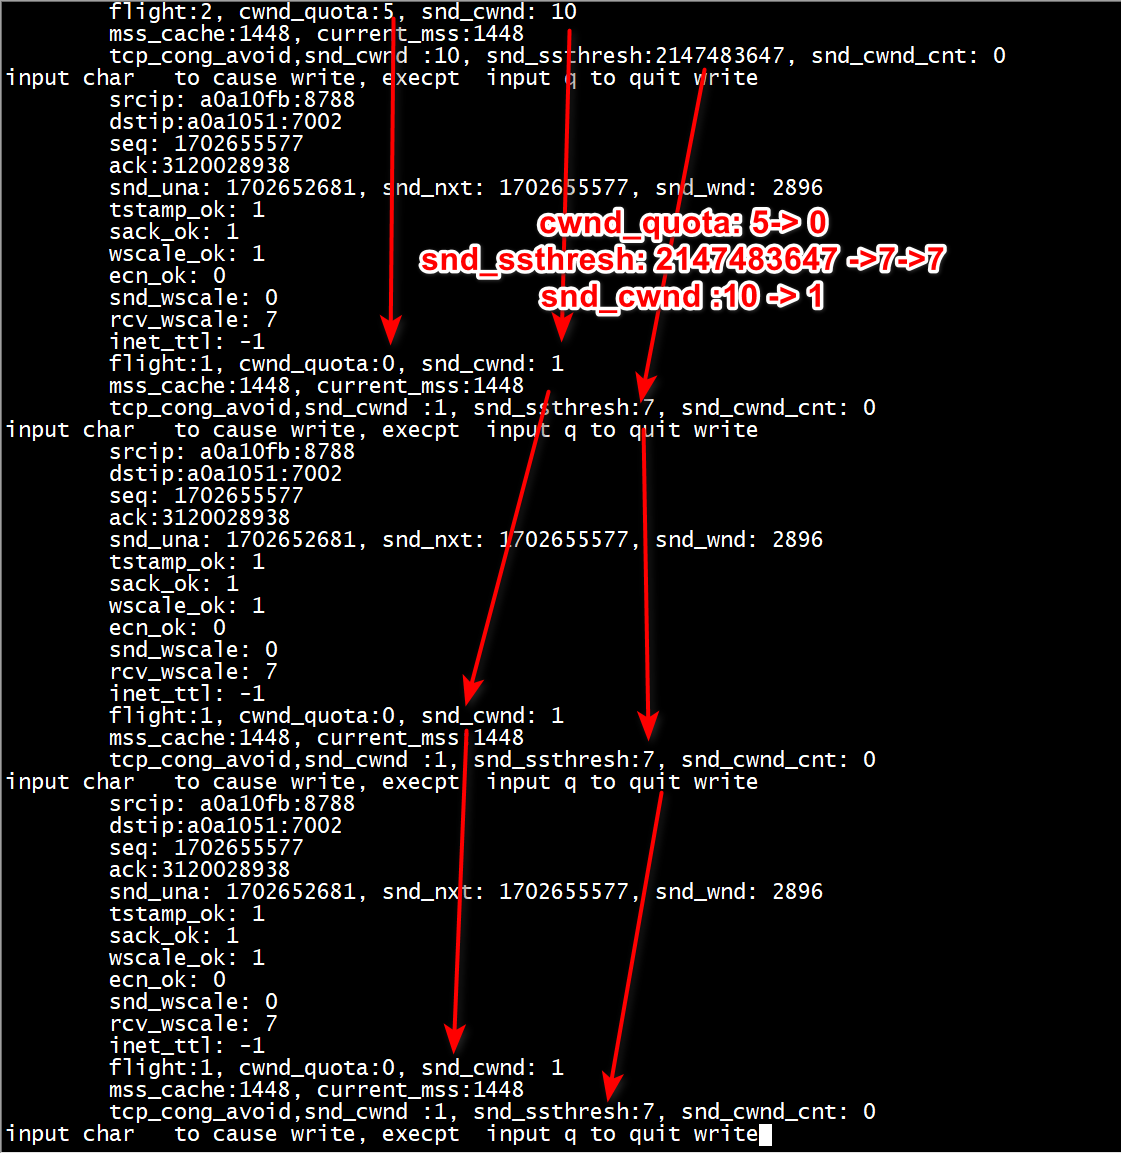 flight:2, cwnd_quota:5, snd_cwnd: 10
mss_cache:1448, current_mss:1448
tcp_cong_avoid,snd_cwnd :10, snd_ssthresh:2147483647, snd_cwnd_cnt: 0
input char   to cause write, execpt  input q to quit write
srcip: a0a10fb:8788
dstip:a0a1051:7002
seq: 1702655577
ack:3120028938
snd_una: 1702652681, snd_nxt: 1702655577, snd_wnd: 2896
tstamp_ok: 1
cwnd_quota: 5-> 0
sack_ok: 1
wscale_ok: 1
snd_ssthresh: 2147483647 ->7->7
ecn_ok: 0
snd_wscale: 0
snd_cwnd :10 -> 1
rcv_wscale: 7
inet_ttl: -1
flight:1, cwnd_quota:0, snd_cwnd: 1
mss_cache:1448, current_mss:1448
tcp_cong_avoid,snd_cwnd :1, snd_ssthresh:7, snd_cwnd_cnt: 0
input char   to cause write, execpt  input q to quit write
srcip: a0a10fb:8788
dstip:a0a1051:7002
seq: 1702655577
ack:3120028938
snd_una: 1702652681, snd_nxt: 1702655577, snd_wnd: 2896
tstamp_ok: 1
sack_ok: 1
wscale_ok: 1
ecn_ok: 0
snd_wscale: 0
rcv_wscale: 7
inet_ttl: -1
flight:1, cwnd_quota:0, snd_cwnd: 1
mss_cache:1448, current_mss:1448
tcp_cong_avoid,snd_cwnd :1, snd_ssthresh:7, snd_cwnd_cnt: 0
input char   to cause write, execpt  input q to quit write
srcip: a0a10fb:8788
dstip:a0a1051:7002
seq: 1702655577
ack:3120028938
snd_una: 1702652681, snd_nxt: 1702655577, snd_wnd: 2896
tstamp_ok: 1
sack_ok: 1
wscale_ok: 1
ecn_ok: 0
snd_wscale: 0
rcv_wscale: 7
inet_ttl: -1
flight:1, cwnd_quota:0, snd_cwnd: 1
mss_cache:1448, current_mss:1448
tcp_cong_avoid,snd_cwnd :1, snd_ssthresh:7, snd_cwnd_cnt: 0
input char   to cause write, execpt  input q to quit write